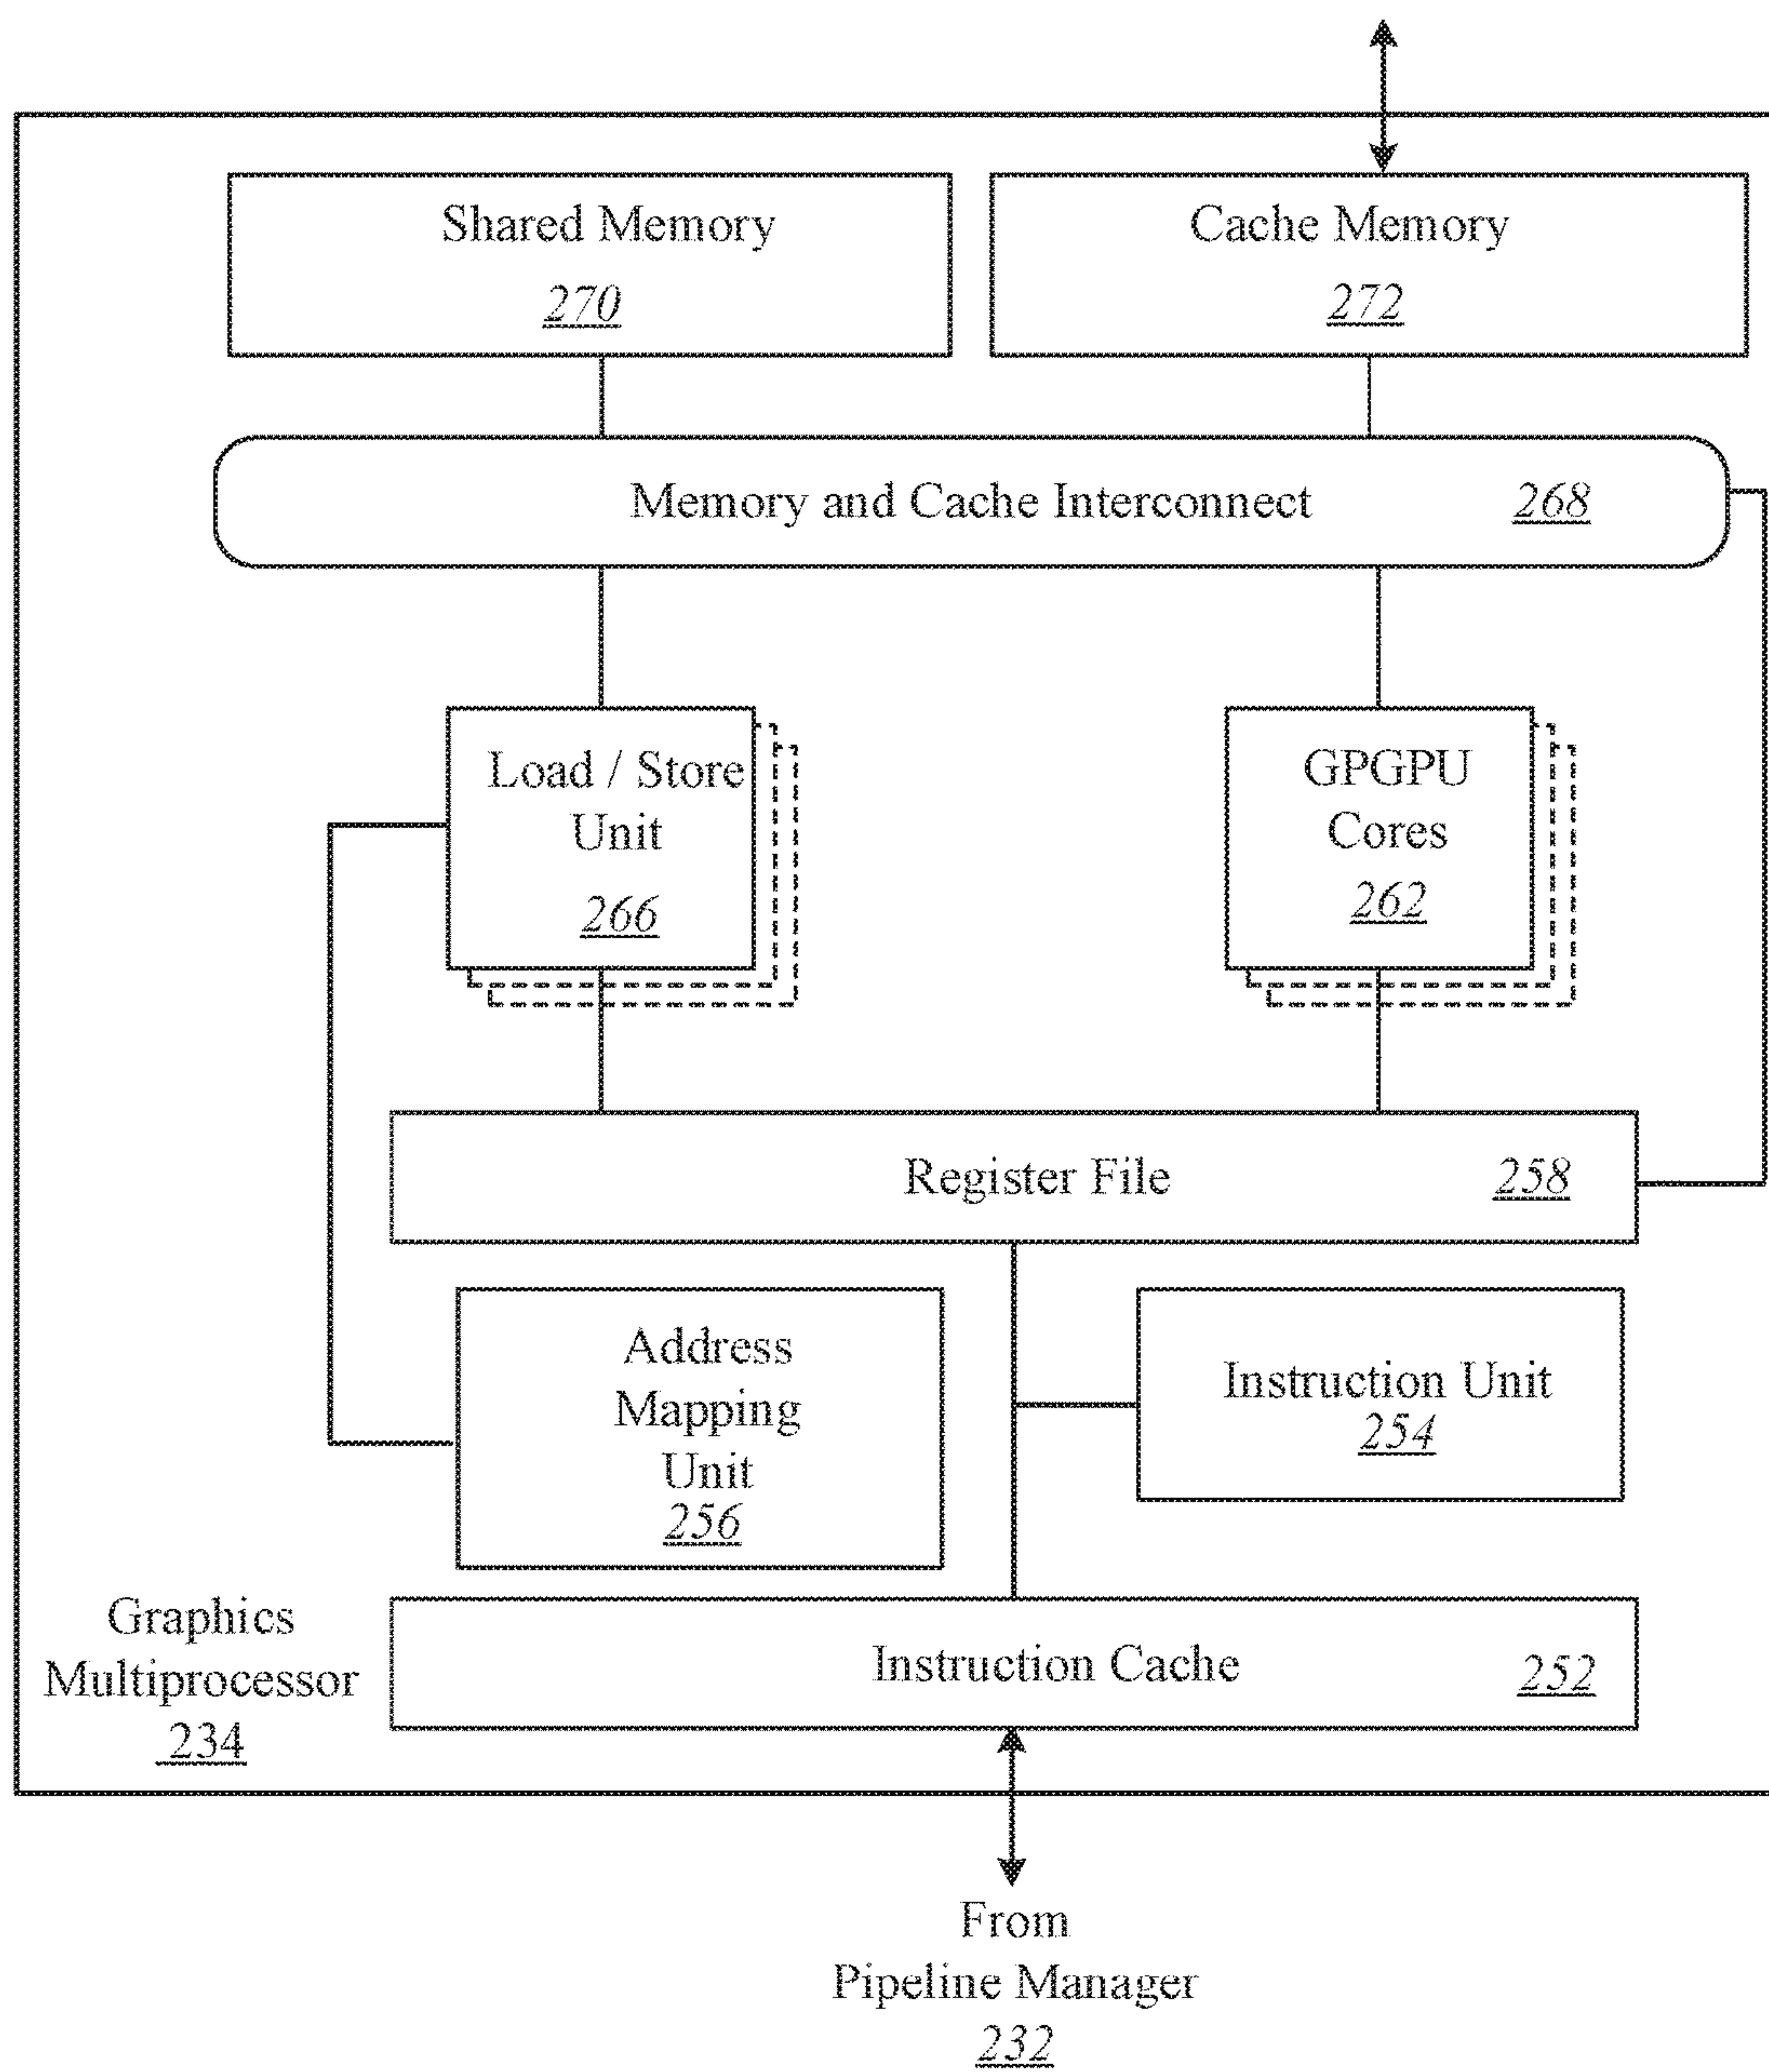 Shared Memory
270
Cache Memory
272
Memory and Cache Interconnect 268
Load / Store
Unit
266
GPGPU
Cores
262
Register File 258
Address
Mapping
Unit
256
Instruction Unit
254
Graphics
Multiprocessor
234
Instruction Cache 252
From
Pipeline Manager
232